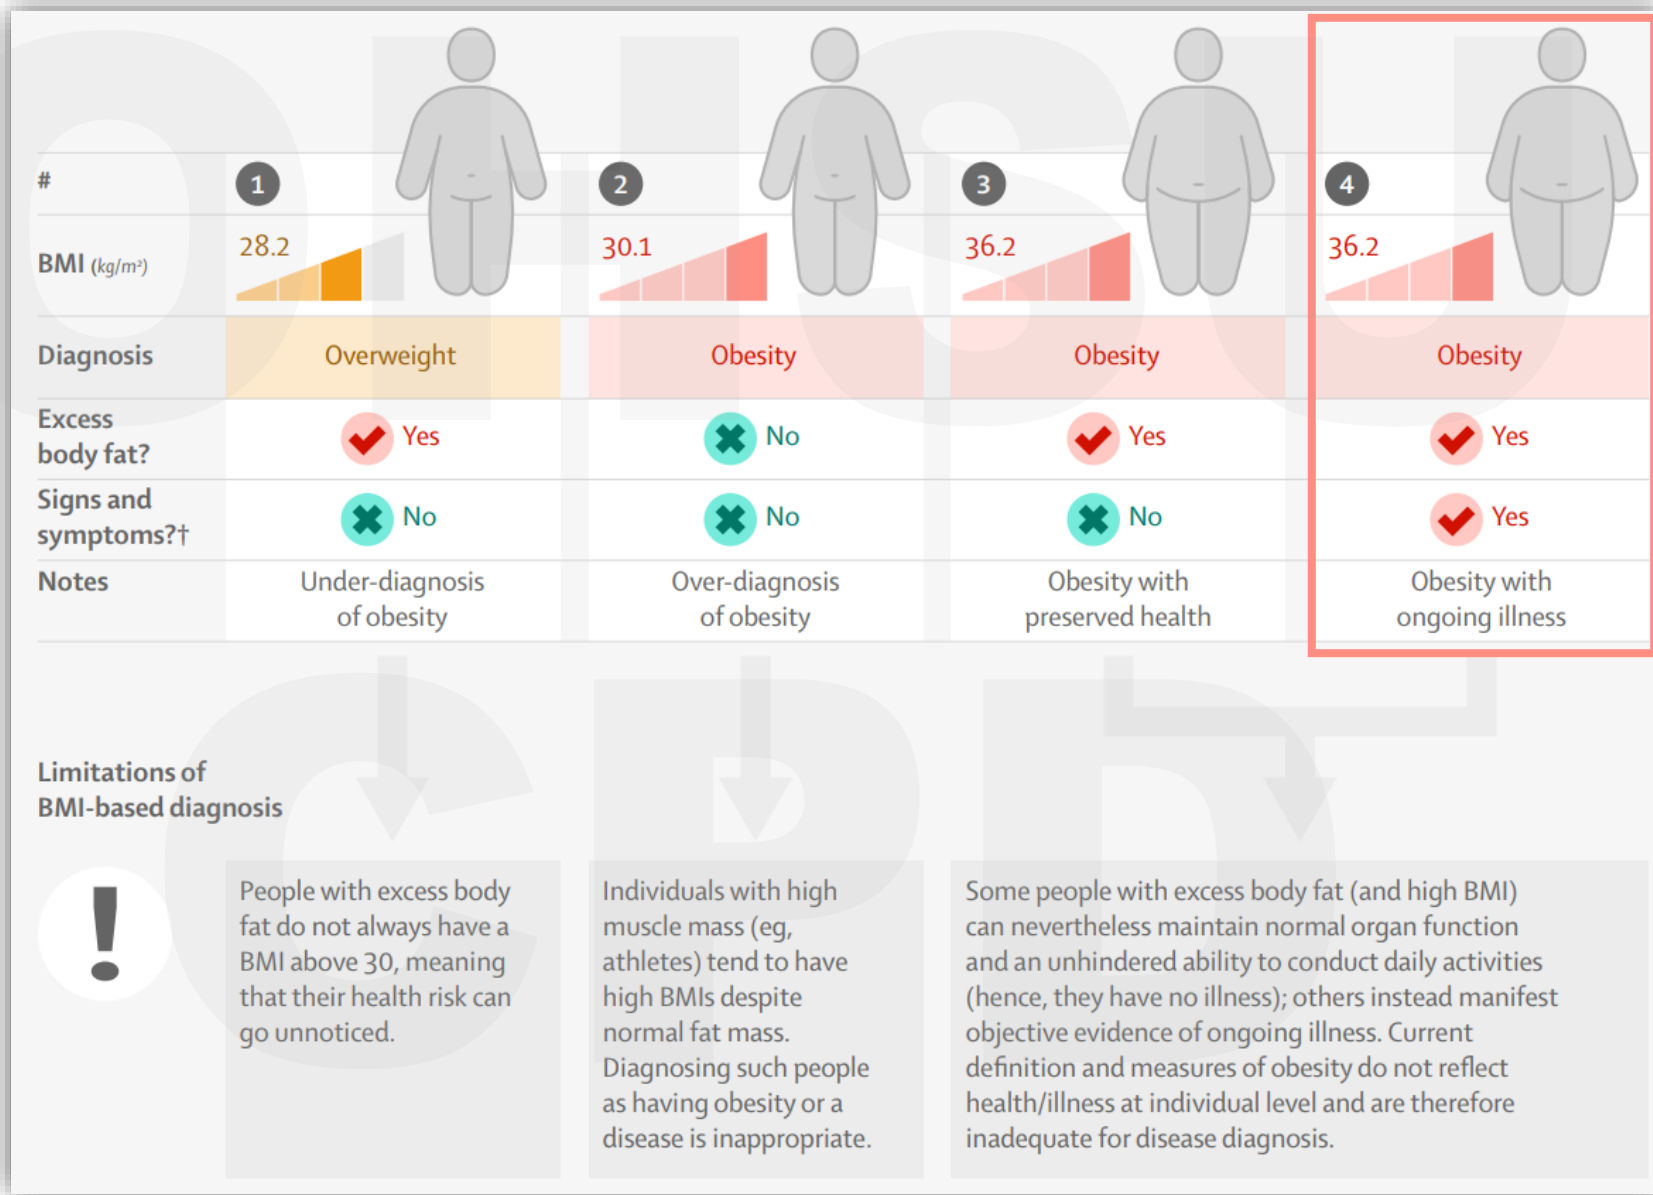 OHSU
# 1 2 3 4
BMI (kg/m²) 28.2 30.1 36.2 36.2
Diagnosis Overweight Obesity Obesity Obesity
Excess
body fat? Yes No Yes Yes
Signs and
symptoms?† No No No Yes
Notes Under-diagnosis
of obesity
Over-diagnosis
of obesity
Obesity with
preserved health
Obesity with
ongoing illness
CPD
Limitations of
BMI-based diagnosis
!
People with excess body
fat do not always have a
BMI above 30, meaning
that their health risk can
go unnoticed.
Individuals with high
muscle mass (eg,
athletes) tend to have
high BMIs despite
normal fat mass.
Diagnosing such people
as having obesity or a
disease is inappropriate.
Some people with excess body fat (and high BMI)
can nevertheless maintain normal organ function
and an unhindered ability to conduct daily activities
(hence, they have no illness); others instead manifest
objective evidence of ongoing illness. Current
definition and measures of obesity do not reflect
health/illness at individual level and are therefore
inadequate for disease diagnosis.